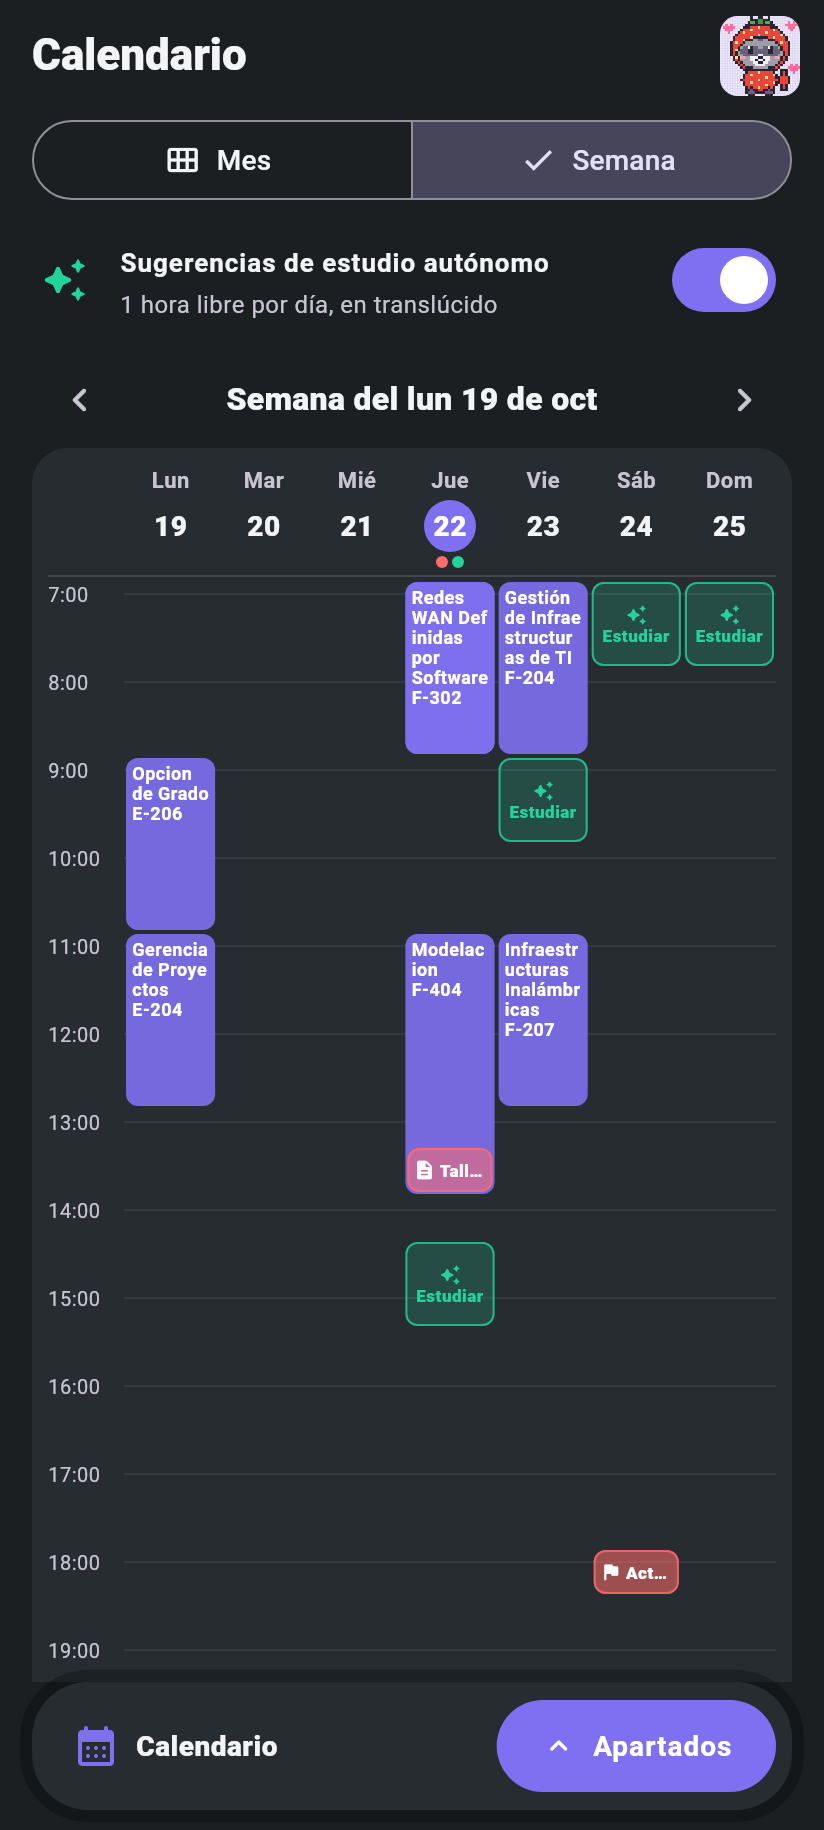 Calendario
Mes
Semana
Sugerencias de estudio autónomo
1 hora libre por día, en translúcido
Semana del lun 19 de oct
Lun Mar Mié Jue Vie Sáb Dom
19 20 21 22 23 24 25
7:00
8:00
9:00
10:00
11:00
12:00
13:00
14:00
15:00
16:00
17:00
18:00
19:00
Opcion
de Grado
E-206
Gerencia
de Proye
ctos
E-204
Redes
WAN Def
inidas
por
Software
F-302
Modelac
ion
F-404
Tall...
Estudiar
Gestión
de Infrae
structur
as de TI
F-204
Estudiar
Infraestr
ucturas
Inalámbr
icas
F-207
Estudiar
Act...
Estudiar
Calendario
Apartados